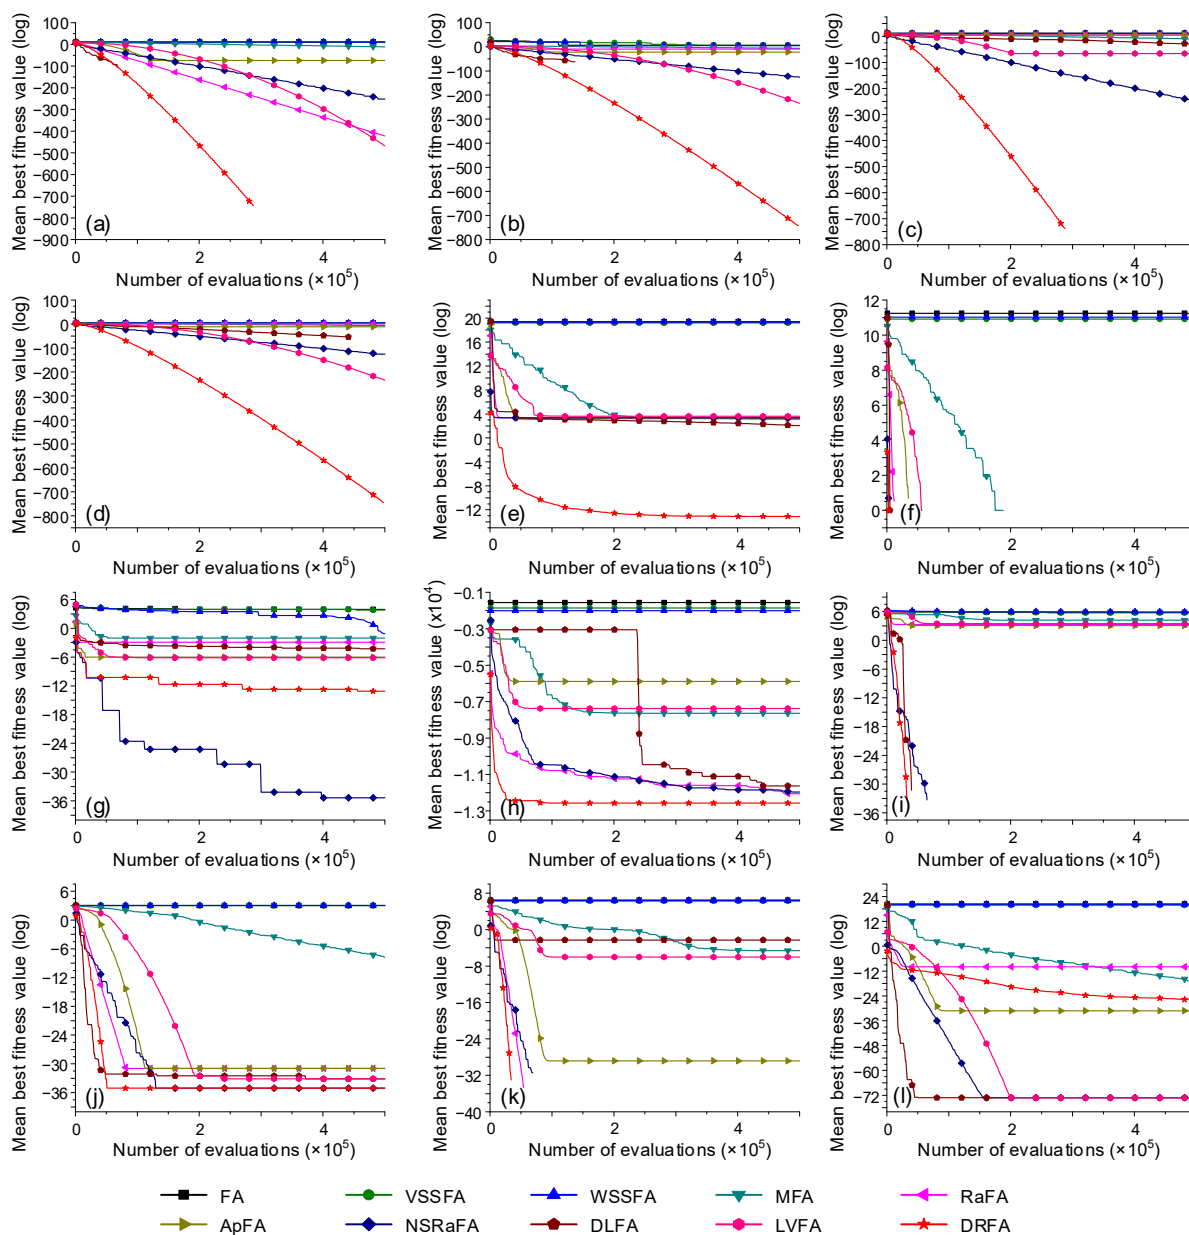 Mean best fitness value (log)
100
0
−100
−200
−300
−400
−500
−600
−700
−800
−900
(a)
0 2 4
Number of evaluations (×10⁵)
Mean best fitness value (log)
100
0
−100
−200
−300
−400
−500
−600
−700
−800
(b)
0 2 4
Number of evaluations (×10⁵)
Mean best fitness value (log)
0
−100
−200
−300
−400
−500
−600
−700
−800
(c)
0 2 4
Number of evaluations (×10⁵)
Mean best fitness value (log)
100
0
−100
−200
−300
−400
−500
−600
−700
−800
(d)
0 2 4
Number of evaluations (×10⁵)
Mean best fitness value (log)
20
16
12
8
4
0
−4
−8
−12
(e)
0 2 4
Number of evaluations (×10⁵)
Mean best fitness value (log)
12
10
8
6
4
2
0
(f)
0 2 4
Number of evaluations (×10⁵)
Mean best fitness value (log)
6
0
−6
−12
−18
−24
−30
−36
(g)
0 2 4
Number of evaluations (×10⁵)
Mean best fitness value (×10⁴)
−0.1
−0.3
−0.5
−0.7
−0.9
−1.1
−1.3
(h)
0 2 4
Number of evaluations (×10⁵)
Mean best fitness value (log)
6
0
−6
−12
−18
−24
−30
−36
(i)
0 2 4
Number of evaluations (×10⁵)
Mean best fitness value (log)
6
0
−6
−12
−18
−24
−30
−36
(j)
0 2 4
Number of evaluations (×10⁵)
Mean best fitness value (log)
8
0
−8
−16
−24
−32
−40
(k)
0 2 4
Number of evaluations (×10⁵)
Mean best fitness value (log)
24
12
0
−12
−24
−36
−48
−60
−72
(l)
0 2 4
Number of evaluations (×10⁵)
FA VSSFA WSSFA MFA RaFA
ApFA NSRaFA DLFA LVFA DRFA